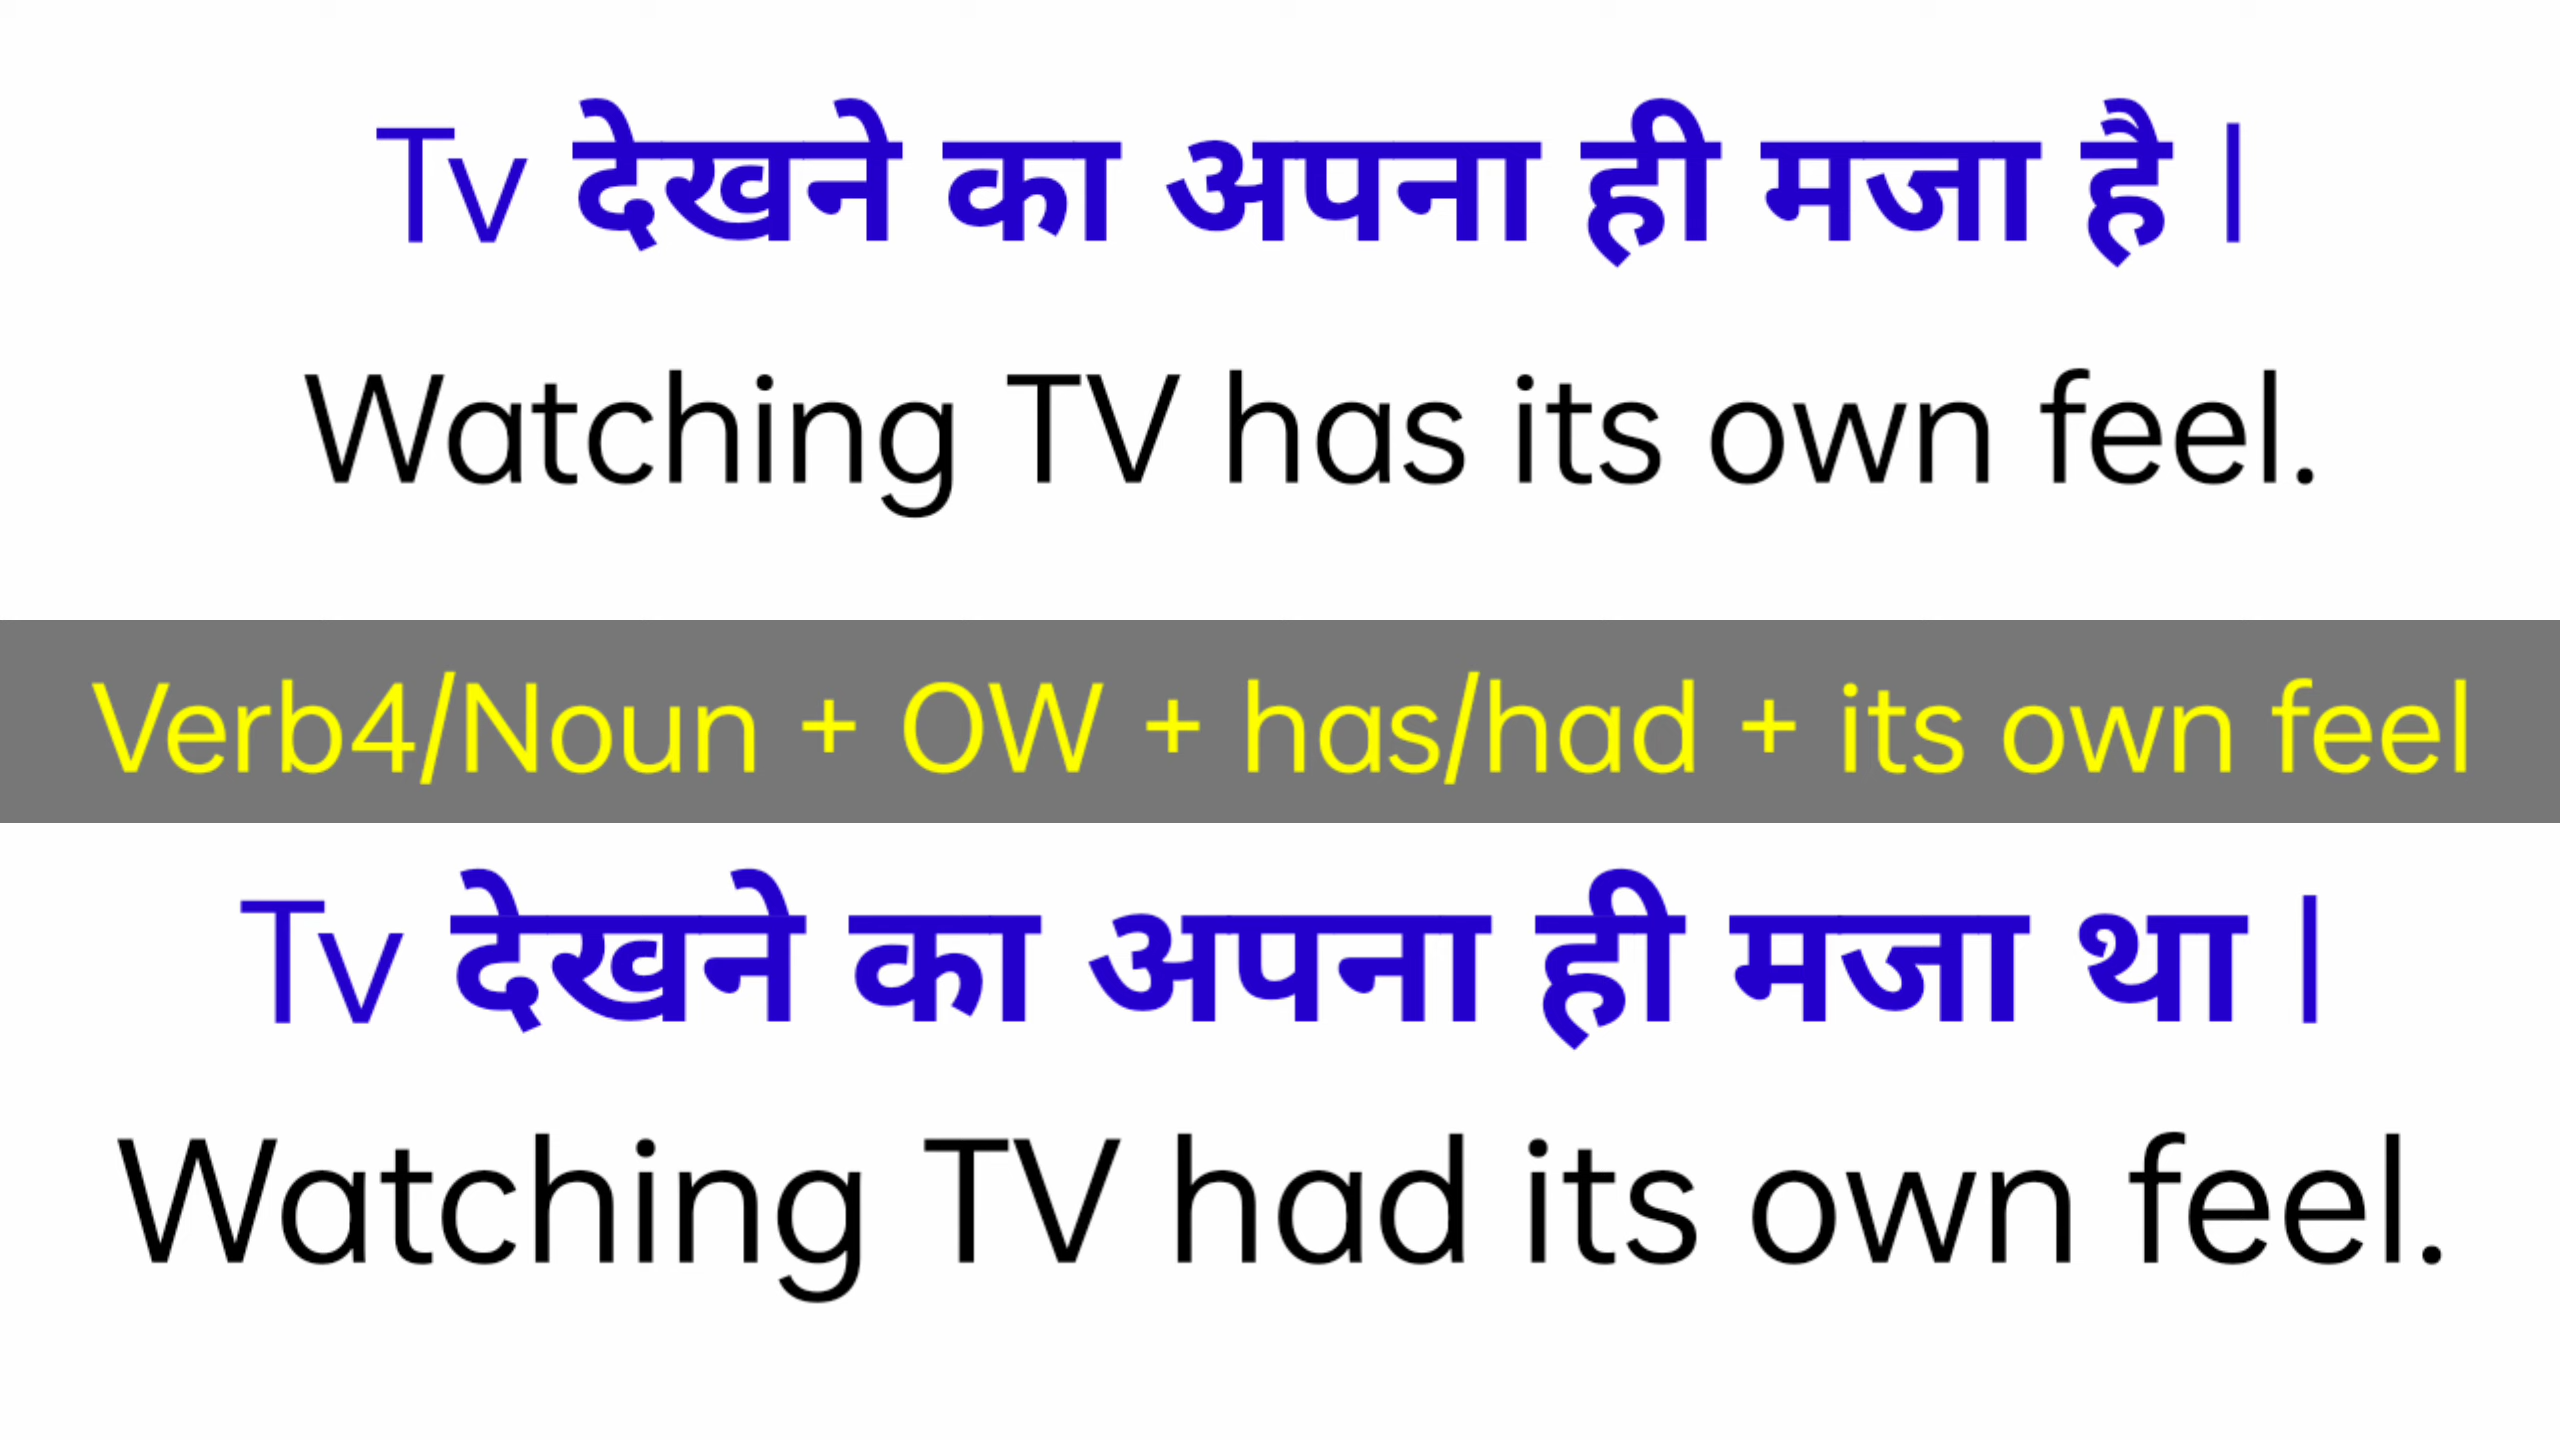 Tv देखने का अपना ही मजा है |
Watching TV has its own feel.
Verb4/Noun + OW + has/had + its own feel
Tv देखने का अपना ही मजा था |
Watching TV had its own feel.